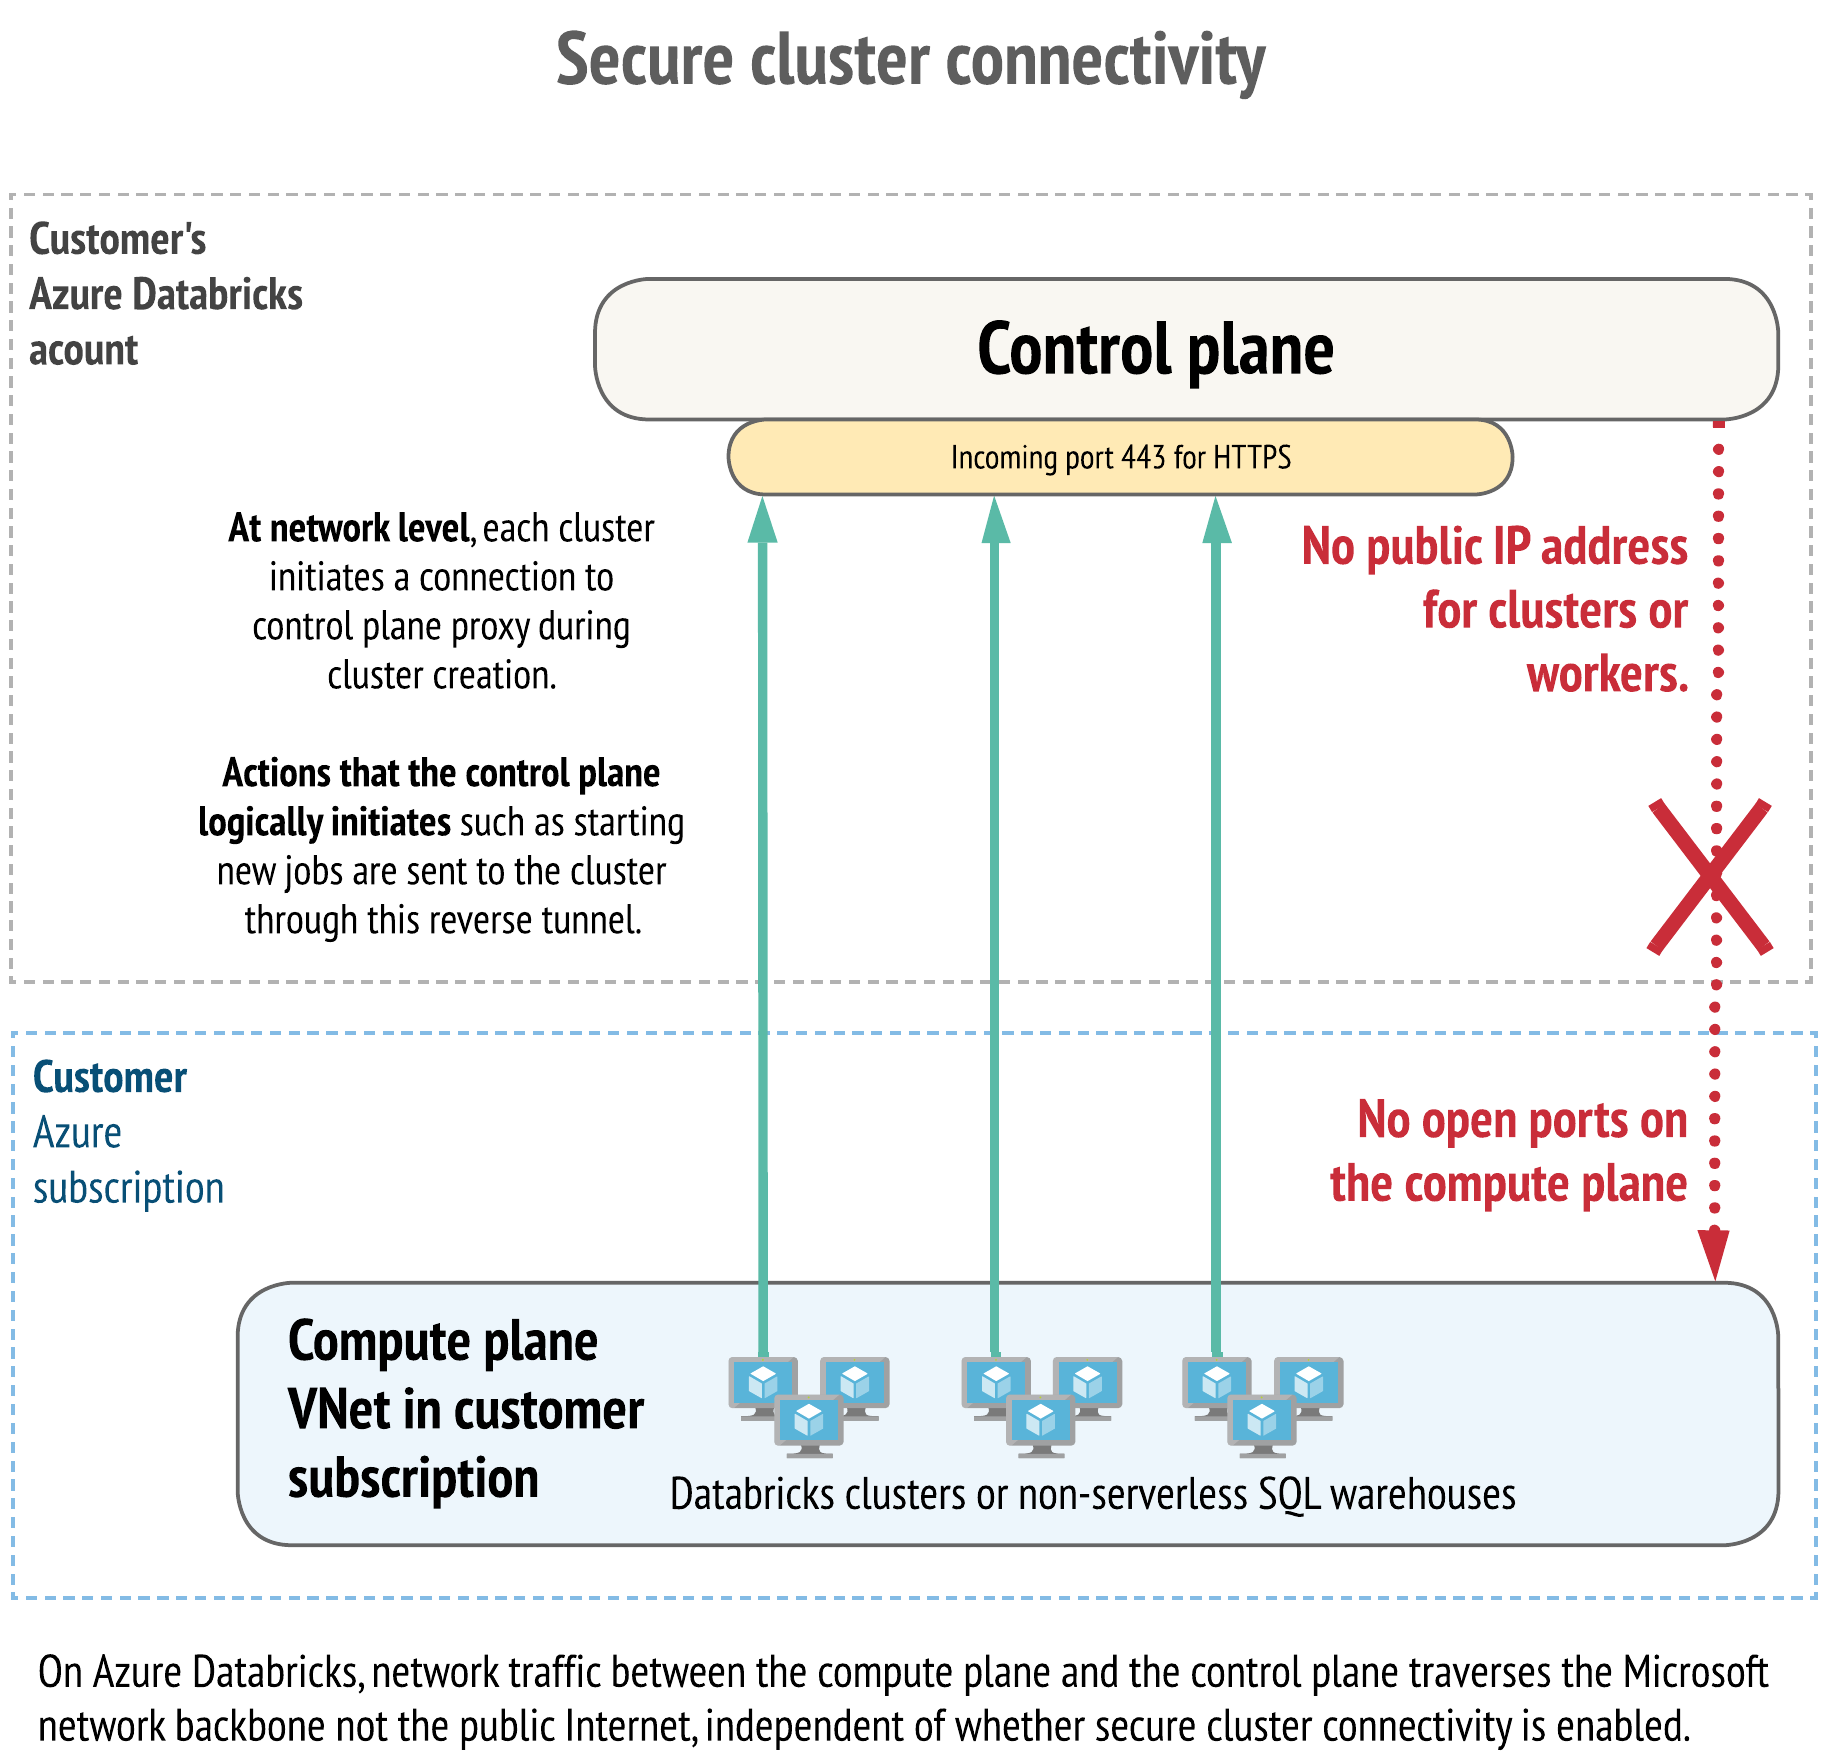 Secure cluster connectivity
Customer's
Azure Databricks
acount
Control plane
Incoming port 443 for HTTPS
At network level, each cluster
initiates a connection to
control plane proxy during
cluster creation.
Actions that the control plane
logically initiates such as starting
new jobs are sent to the cluster
through this reverse tunnel.
No public IP address
for clusters or
workers.
Customer
Azure
subscription
No open ports on
the compute plane
Compute plane
VNet in customer
subscription
Databricks clusters or non-serverless SQL warehouses
On Azure Databricks, network traffic between the compute plane and the control plane traverses the Microsoft
network backbone not the public Internet, independent of whether secure cluster connectivity is enabled.